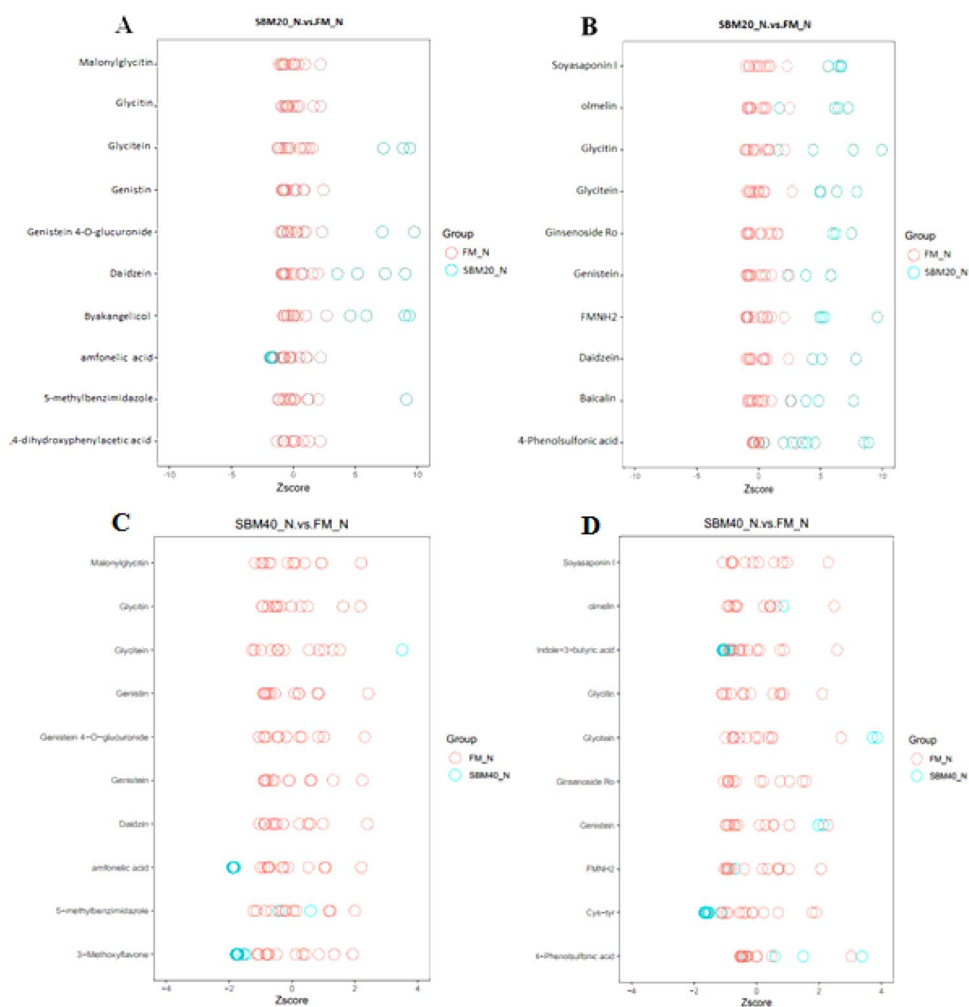 A
SBM20_N.vs.FM_N
Malonylglycitin
Glycitin
Glycitein
Genistin
Genistein 4-O-glucuronide
Daidzein
Byakangelicol
amfonelic acid
5-methylbenzimidazole
,4-dihydroxyphenylacetic acid
-10 -5 0 5 10
Zscore
Group
FM_N
SBM20_N
B
SBM20_N.vs.FM_N
Soyasaponin I
olmelin
Glycitin
Glycitein
Ginsenoside Ro
Genistein
FMNH2
Daidzein
Baicalin
4-Phenolsulfonic acid
-10 -5 0 5 10
Zscore
Group
FM_N
SBM20_N
C
SBM40_N.vs.FM_N
Malonylglycitin
Glycitin
Glycitein
Genistin
Genistein 4-O-glucuronide
Genistein
Daidzin
amfonelic acid
5-methylbenzimidazole
3-Methoxyflavone
-4 -2 0 2 4
Zscore
Group
FM_N
SBM40_N
D
SBM40_N.vs.FM_N
Soyasaponin I
olmelin
Indole-3-butyric acid
Glycitin
Glycitein
Ginsenoside Ro
Genistein
FMNH2
Cys-tyr
4-Phenolsulfonic acid
-4 -2 0 2 4
Zscore
Group
FM_N
SBM40_N